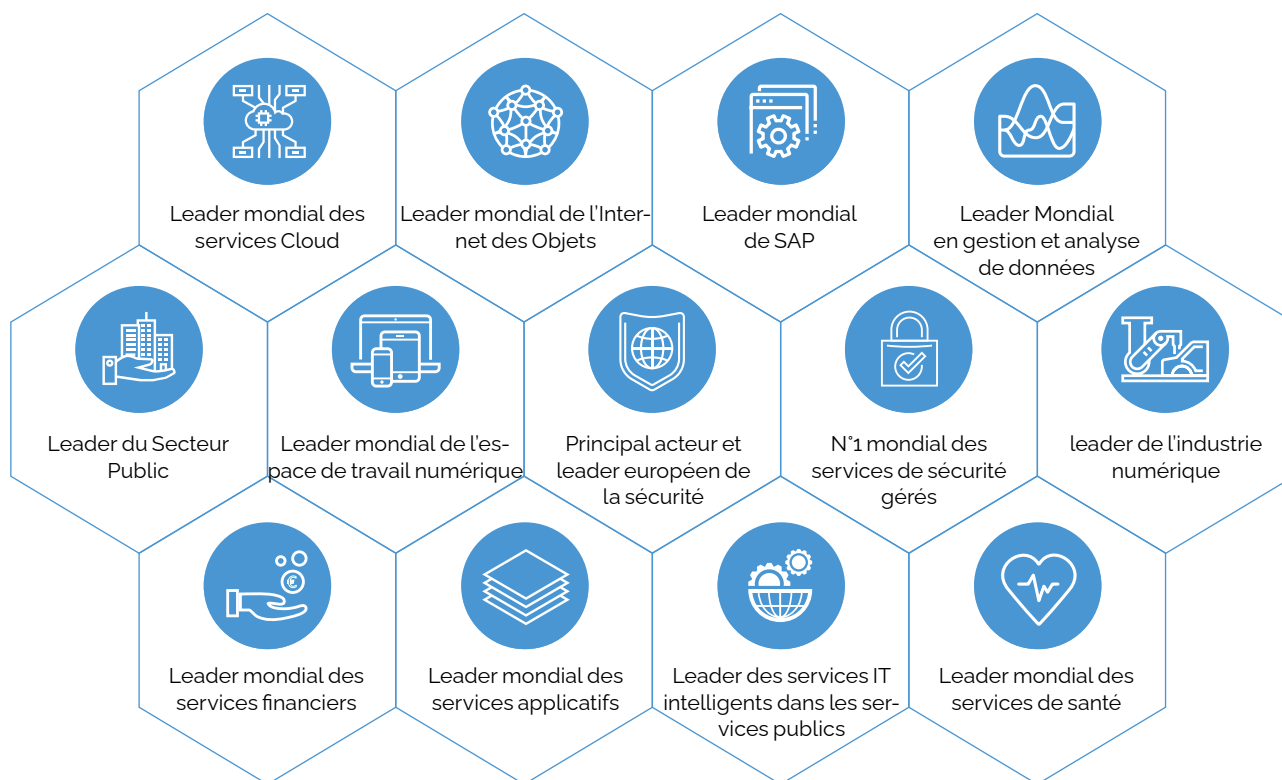 Leader mondial des
services Cloud
Leader mondial de l'Inter-
net des Objets
Leader mondial
de SAP
Leader Mondial
en gestion et analyse
de données
Leader du Secteur
Public
Leader mondial de l'es-
pace de travail numérique
Principal acteur et
leader européen de
la sécurité
N°1 mondial des
services de sécurité
gérés
leader de l'industrie
numérique
€
Leader mondial des
services financiers
Leader mondial des
services applicatifs
Leader des services IT
intelligents dans les ser-
vices publics
Leader mondial des
services de santé